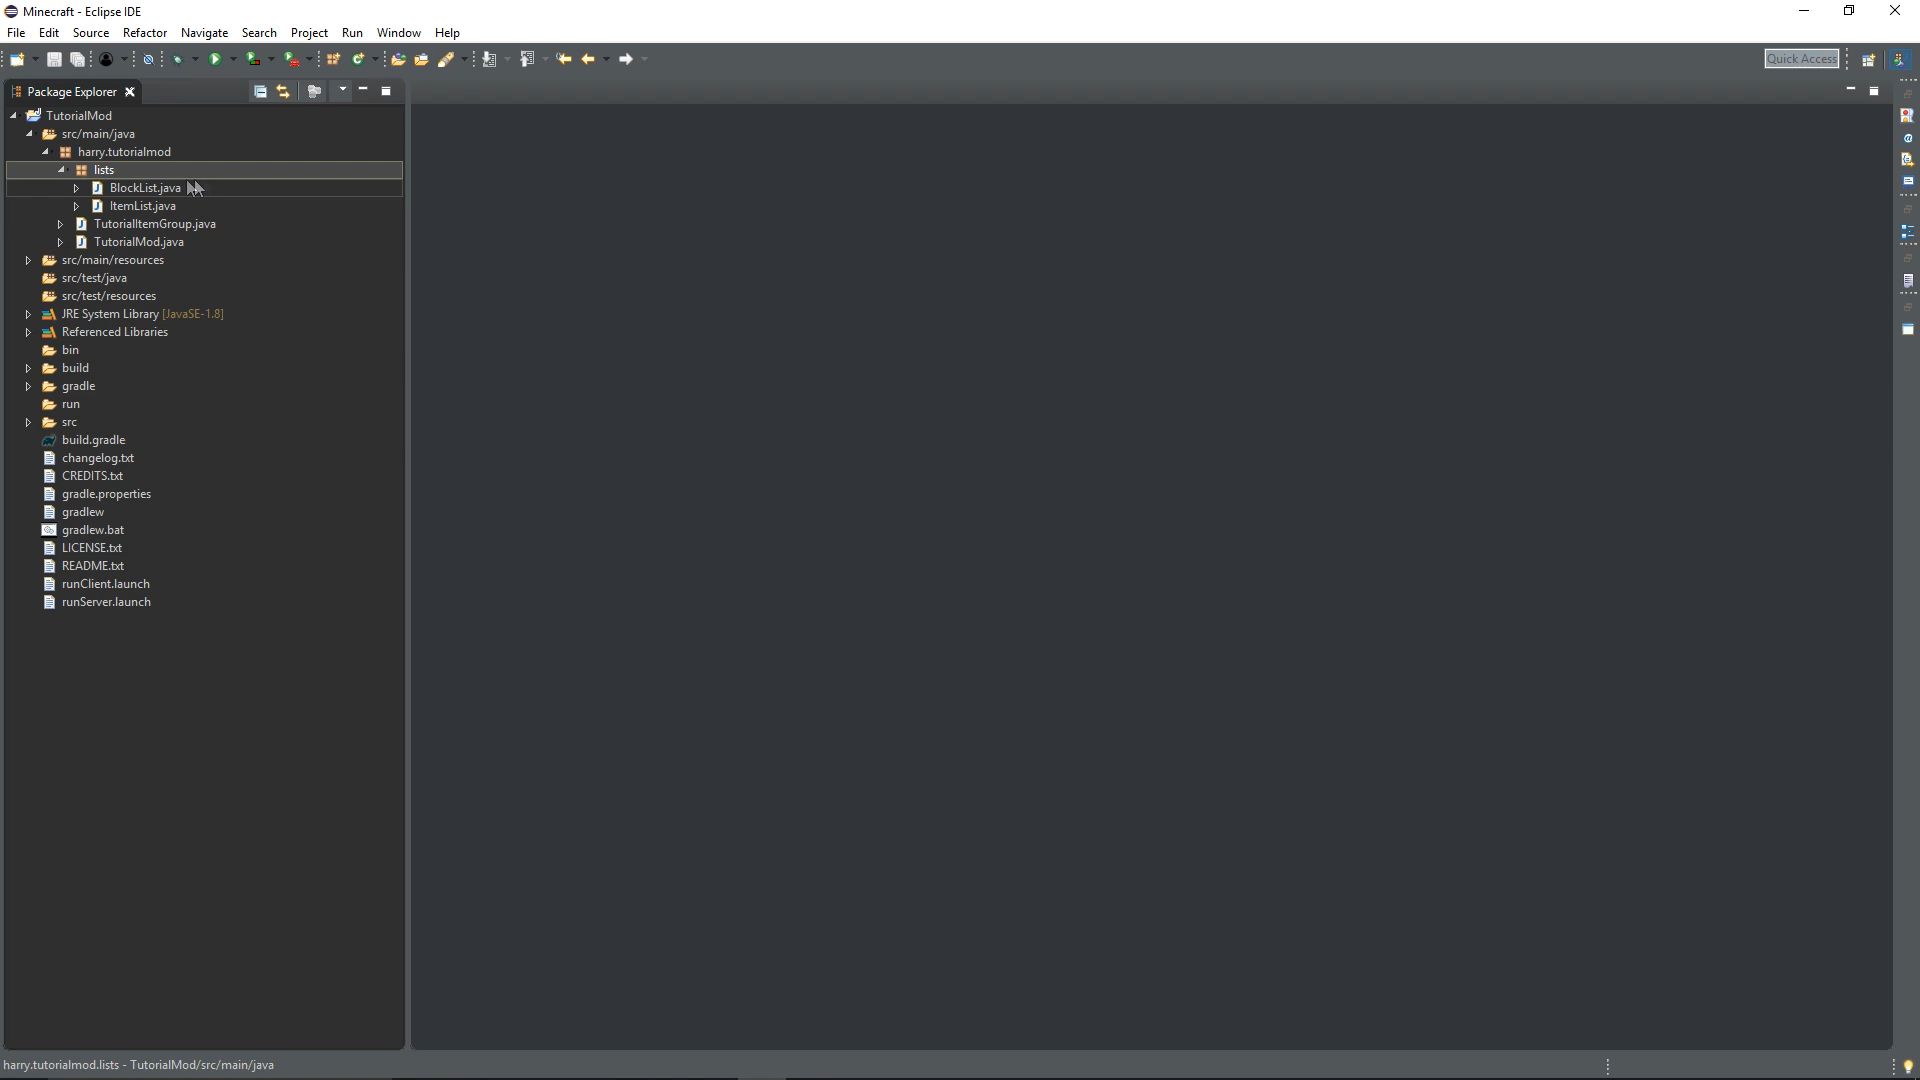 Minecraft - Eclipse IDE
File Edit Source Refactor Navigate Search Project Run Window Help
Quick Access
Package Explorer
TutorialMod
src/main/java
harry.tutorialmod
lists
BlockList.java
ItemList.java
TutorialItemGroup.java
TutorialMod.java
src/main/resources
src/test/java
src/test/resources
JRE System Library [JavaSE-1.8]
Referenced Libraries
bin
build
gradle
run
src
build.gradle
changelog.txt
CREDITS.txt
gradle.properties
gradlew
gradlew.bat
LICENSE.txt
README.txt
runClient.launch
runServer.launch
harry.tutorialmod.lists - TutorialMod/src/main/java